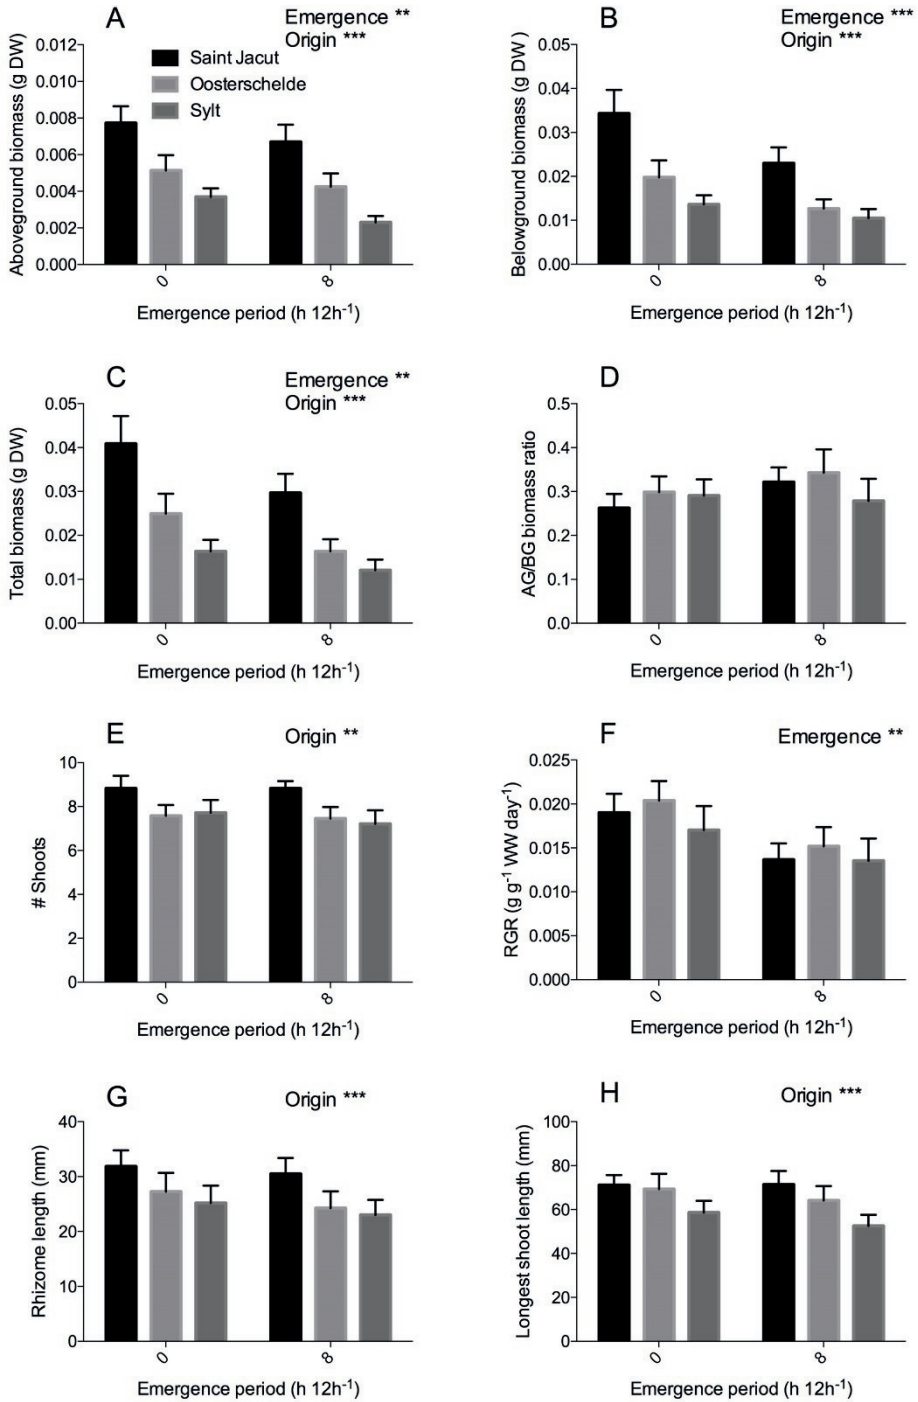 A
Emergence **
Origin ***
Aboveground biomass (g DW)
0.012
0.010
0.008
0.006
0.004
0.002
0.000
Saint Jacut
Oosterschelde
Sylt
0
8
Emergence period (h 12h⁻¹)
B
Emergence ***
Origin ***
Belowground biomass (g DW )
0.05
0.04
0.03
0.02
0.01
0.00
0
8
Emergence period (h 12h⁻¹)
C
Emergence **
Origin ***
Total biomass (g DW)
0.05
0.04
0.03
0.02
0.01
0.00
0
8
Emergence period (h 12h⁻¹)
D
AG/BG biomass ratio
0.5
0.4
0.3
0.2
0.1
0.0
0
8
Emergence period (h 12h⁻¹)
E
Origin **
# Shoots
10
8
6
4
2
0
0
8
Emergence period (h 12h⁻¹)
F
Emergence **
RGR (g g⁻¹ WW day⁻¹)
0.025
0.020
0.015
0.010
0.005
0.000
0
8
Emergence period (h 12h⁻¹)
G
Origin ***
Rhizome length (mm)
40
30
20
10
0
0
8
Emergence period (h 12h⁻¹)
H
Origin ***
Longest shoot length (mm)
100
80
60
40
20
0
0
8
Emergence period (h 12h⁻¹)